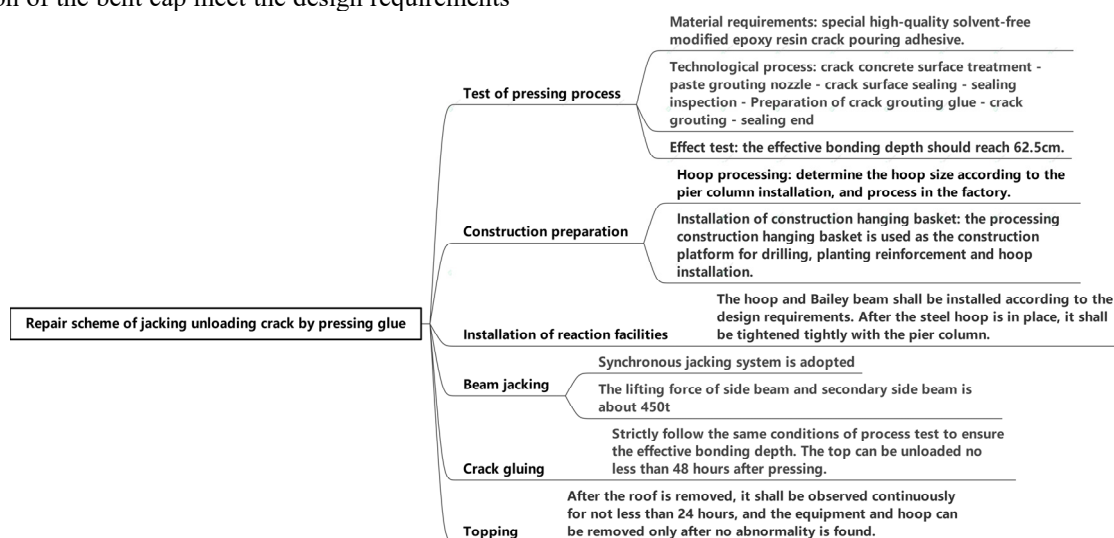 on of the bent cap meet the design requirements
Material requirements: special high-quality solvent-free
modified epoxy resin crack pouring adhesive.
Technological process: crack concrete surface treatment -
paste grouting nozzle - crack surface sealing - sealing
inspection - Preparation of crack grouting glue - crack
grouting - sealing end
Test of pressing process
Effect test: the effective bonding depth should reach 62.5cm.
Hoop processing: determine the hoop size according to the
pier column installation, and process in the factory.
Construction preparation
Installation of construction hanging basket: the processing
construction hanging basket is used as the construction
platform for drilling, planting reinforcement and hoop
installation.
Repair scheme of jacking unloading crack by pressing glue
The hoop and Bailey beam shall be installed according to the
design requirements. After the steel hoop is in place, it shall
be tightened tightly with the pier column.
Installation of reaction facilities
Synchronous jacking system is adopted
Beam jacking
The lifting force of side beam and secondary side beam is
about 450t
Strictly follow the same conditions of process test to ensure
the effective bonding depth. The top can be unloaded no
less than 48 hours after pressing.
Crack gluing
After the roof is removed, it shall be observed continuously
for not less than 24 hours, and the equipment and hoop can
be removed only after no abnormality is found.
Topping